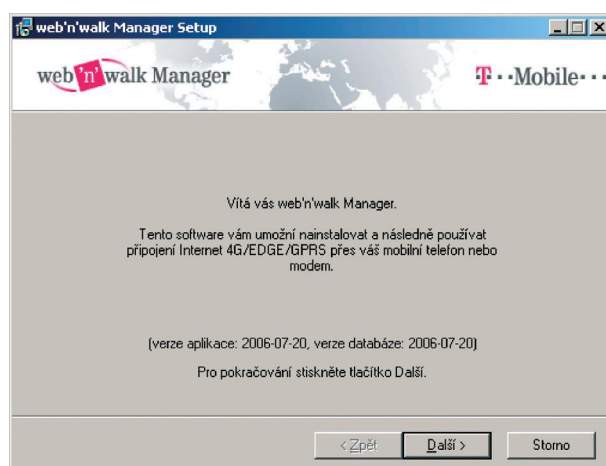 web'n'walk Manager Setup
web'n'walk Manager
T··Mobile···
Vítá vás web'n'walk Manager.
Tento software vám umožní nainstalovat a následně používat
připojení Internet 4G/EDGE/GPRS přes váš mobilní telefon nebo
modem.
(verze aplikace: 2006-07-20, verze databáze: 2006-07-20)
Pro pokračování stiskněte tlačítko Další.
< Zpět
Další >
Storno